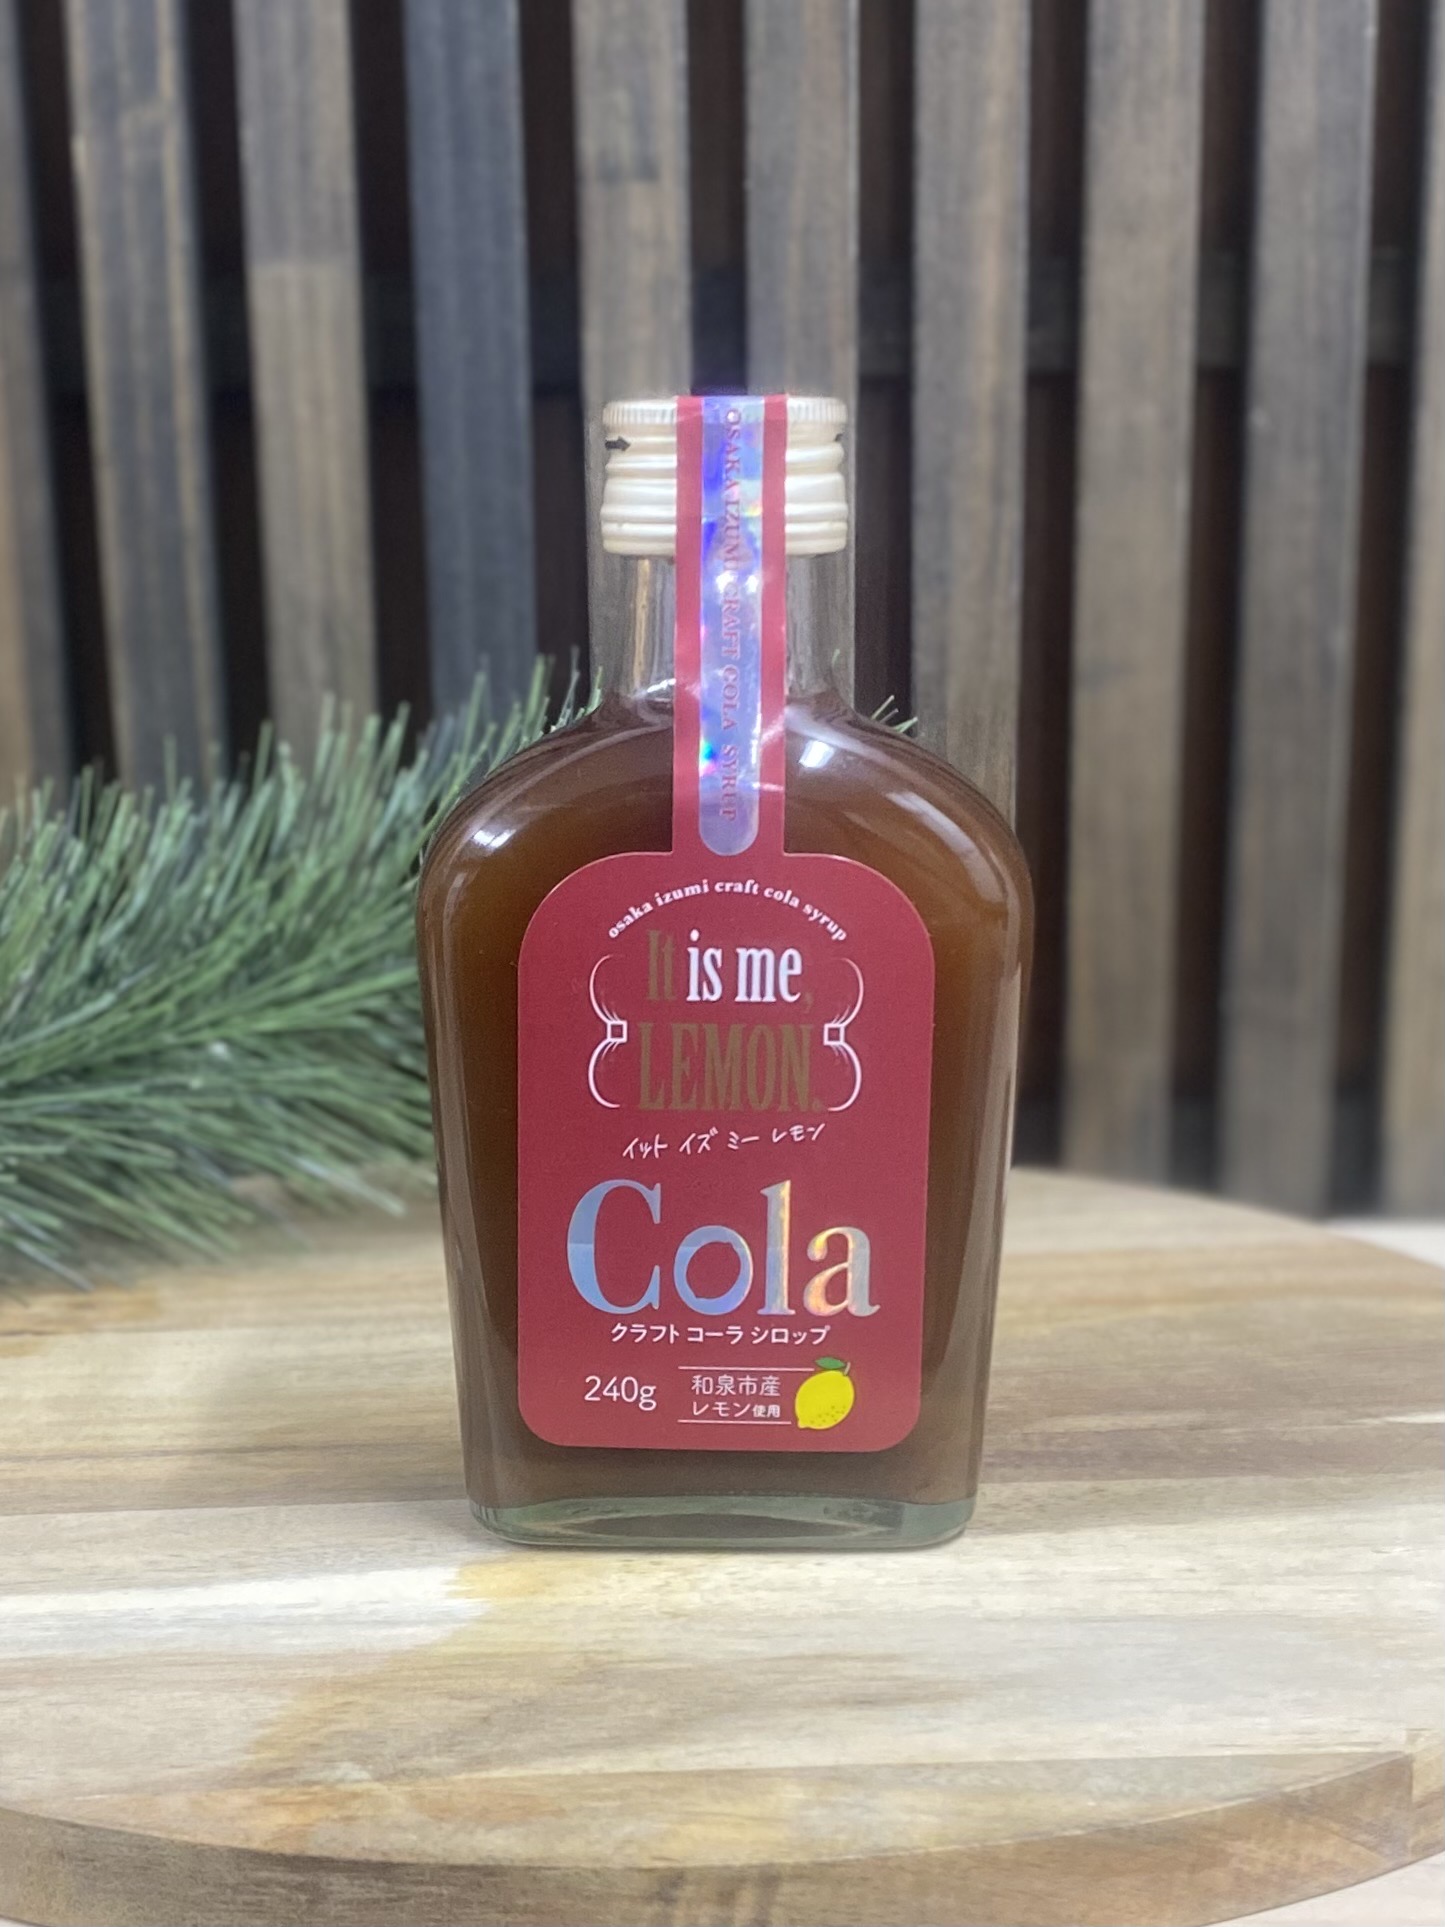 OSAKA IZUMI CRAFT COLA SYRUP
osaka izumi craft cola syrup
It is me,
LEMON.
イット イズ ミー レモン
Cola
クラフト コーラ シロップ
240g
和泉市産
レモン使用